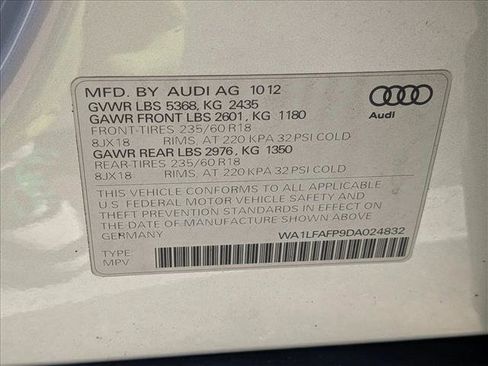 MFD. BY AUDI AG 10 12
GVWR LBS 5368, KG 2435
GAWR FRONT LBS 2601, KG 1180
FRONT-TIRES 235/60 R18
8JX18 RIMS, AT 220 KPA 32 PSI COLD
GAWR REAR LBS 2976, KG 1350
REAR-TIRES 235/60 R18
8JX18 RIMS, AT 220 KPA 32 PSI COLD
THIS VEHICLE CONFORMS TO ALL APPLICABLE
U.S. FEDERAL MOTOR VEHICLE SAFETY AND
THEFT PREVENTION STANDARDS IN EFFECT ON
THE DATE OF MANUFACTURE SHOWN ABOVE
GERMANY
WA1LFAFP9DA024832
TYPE:
MPV
Audi